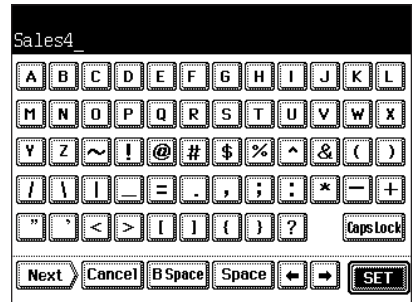 Sales4_
A B C D E F G H I J K L
M N O P Q R S T U V W X
Y Z ~ ! @ # $ % ^ & ( )
/ \ | _ = . , ; : * - +
" ` < > [ ] { } ? Caps Lock
Next Cancel B Space Space ← → SET